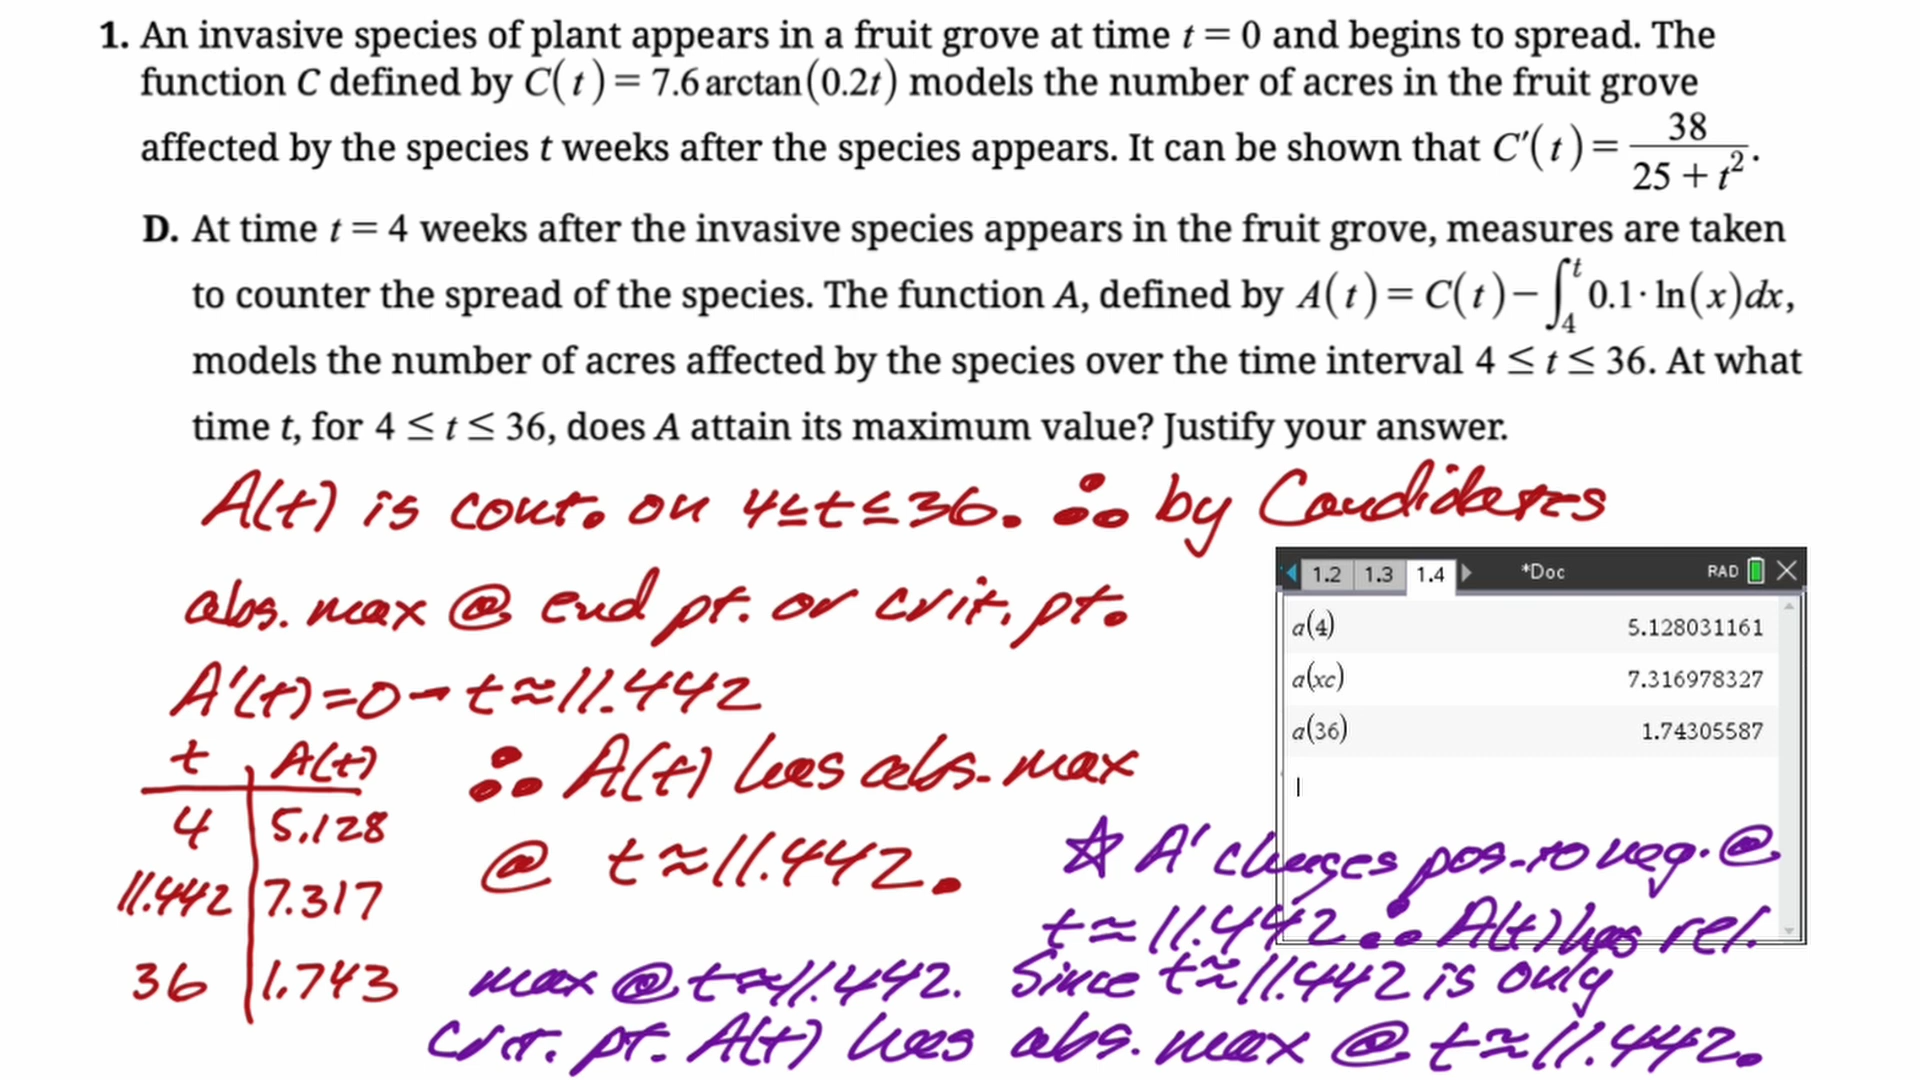 1. An invasive species of plant appears in a fruit grove at time t = 0 and begins to spread. The
function C defined by C(t) = 7.6 arctan(0.2t) models the number of acres in the fruit grove
affected by the species t weeks after the species appears. It can be shown that C'(t) = 38/(25 + t²).
D. At time t = 4 weeks after the invasive species appears in the fruit grove, measures are taken
to counter the spread of the species. The function A, defined by A(t) = C(t) − ∫₄ᵗ 0.1 · ln(x) dx,
models the number of acres affected by the species over the time interval 4 ≤ t ≤ 36. At what
time t, for 4 ≤ t ≤ 36, does A attain its maximum value? Justify your answer.
A(t) is cont. on 4≤t≤36. ∴ by Candidates
abs. max @ end pt. or crit. pt.
A'(t)=0 → t≈11.442
t A(t)
4 5.128
11.442 7.317
36 1.743
∴ A(t) has abs. max
@ t≈11.442.
1.2 1.3 1.4 *Doc RAD
a(4) 5.128031161
a(xc) 7.316978327
a(36) 1.74305587
☆ A' changes pos. to neg. @
t≈11.442 ∴ A(t) has rel.
max @ t≈11.442. Since t≈11.442 is only
crit. pt. A(t) has abs. max @ t≈11.442.